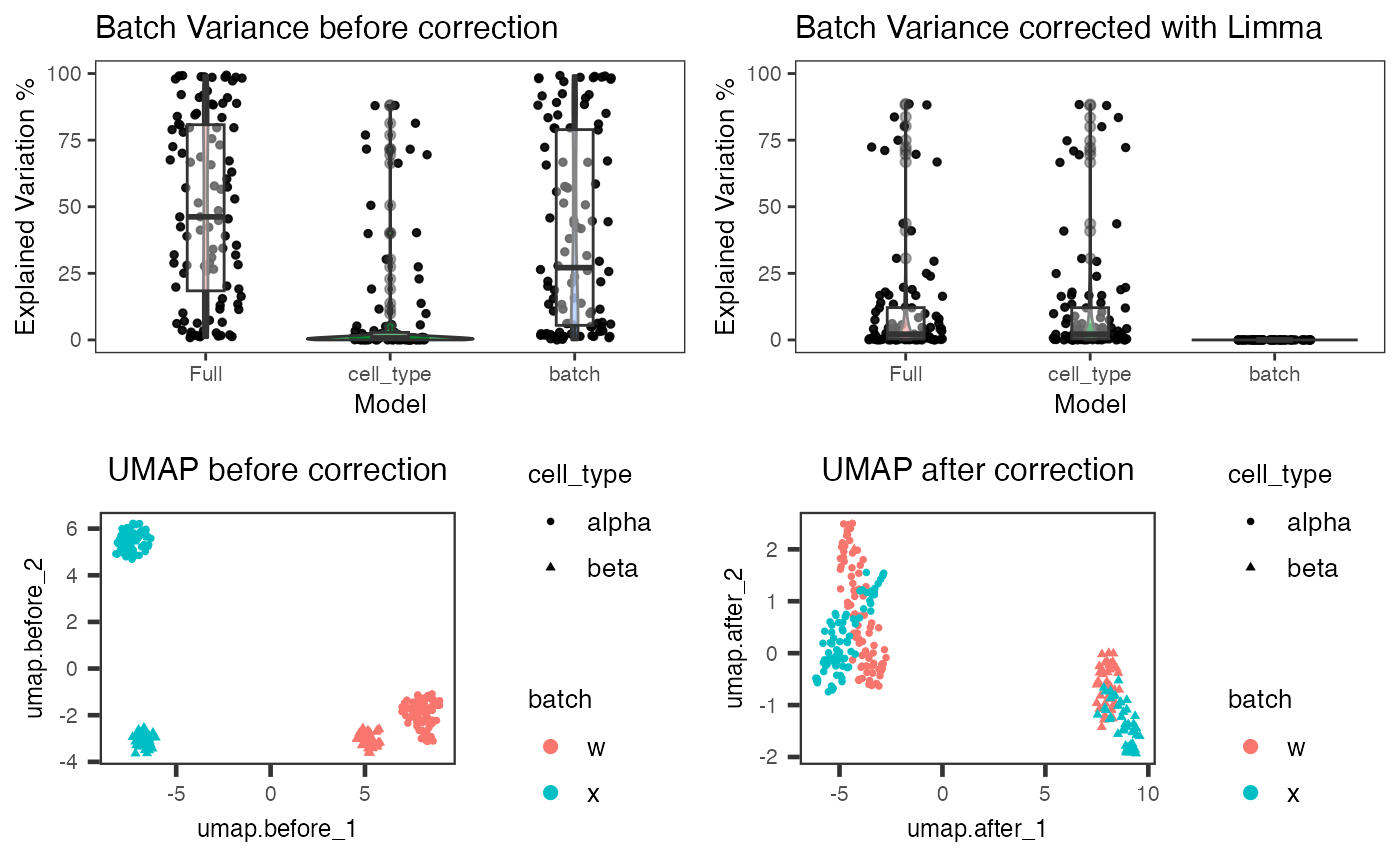 Batch Variance before correction
Explained Variation %
100
75
50
25
0
Full
cell_type
batch
Model
Batch Variance corrected with Limma
Explained Variation %
100
75
50
25
0
Full
cell_type
batch
Model
UMAP before correction
umap.before_2
6
4
2
0
-2
-4
-5
0
5
umap.before_1
cell_type
alpha
beta
batch
w
x
UMAP after correction
umap.after_2
2
1
0
-1
-2
-5
0
5
10
umap.after_1
cell_type
alpha
beta
batch
w
x